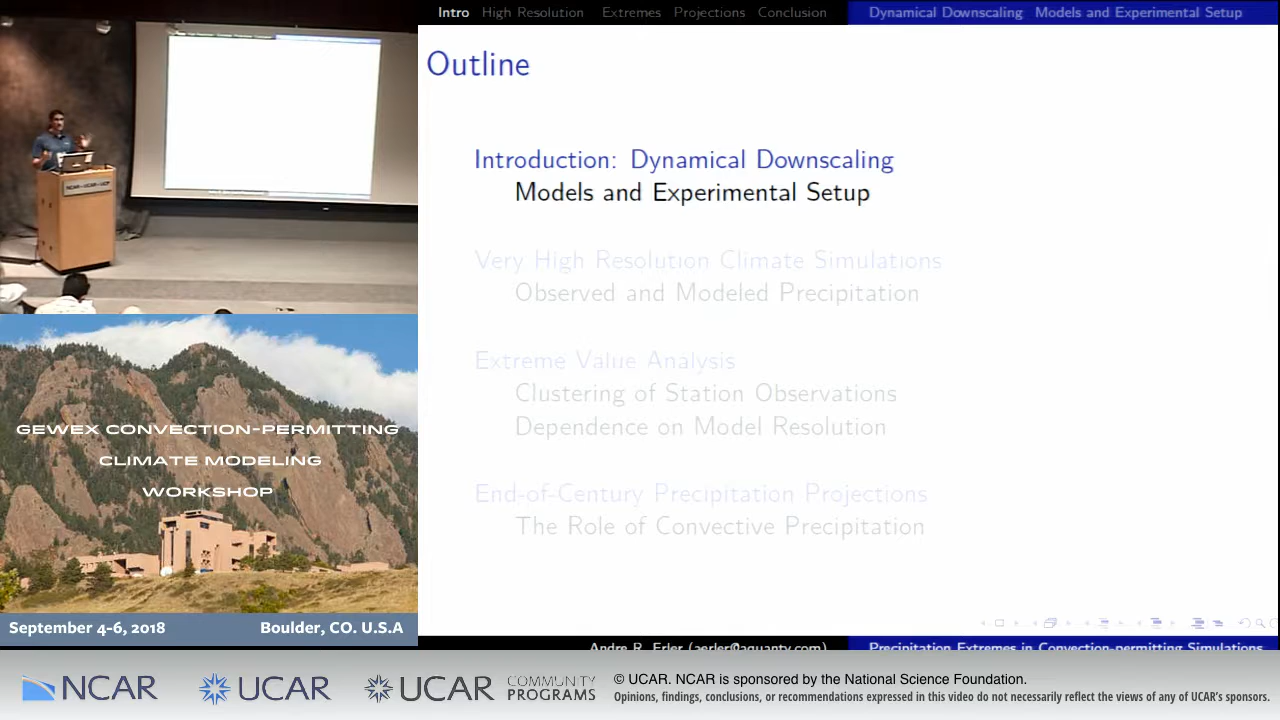 Intro High Resolution Extremes Projections Conclusion
Dynamical Downscaling Models and Experimental Setup
Outline
Introduction: Dynamical Downscaling
Models and Experimental Setup
Very High Resolution Climate Simulations
Observed and Modeled Precipitation
Extreme Value Analysis
Clustering of Station Observations
Dependence on Model Resolution
End-of-Century Precipitation Projections
The Role of Convective Precipitation
Andre R. Erler (aerler@aquanty.com)
Precipitation Extremes in Convection-permitting Simulations
NCAR-UCAR-UCP
GEWEX CONVECTION-PERMITTING
CLIMATE MODELING
WORKSHOP
September 4-6, 2018 Boulder, CO. U.S.A
NCAR
UCAR
UCAR
COMMUNITY
PROGRAMS
© UCAR. NCAR is sponsored by the National Science Foundation.
Opinions, findings, conclusions, or recommendations expressed in this video do not necessarily reflect the views of any of UCAR's sponsors.